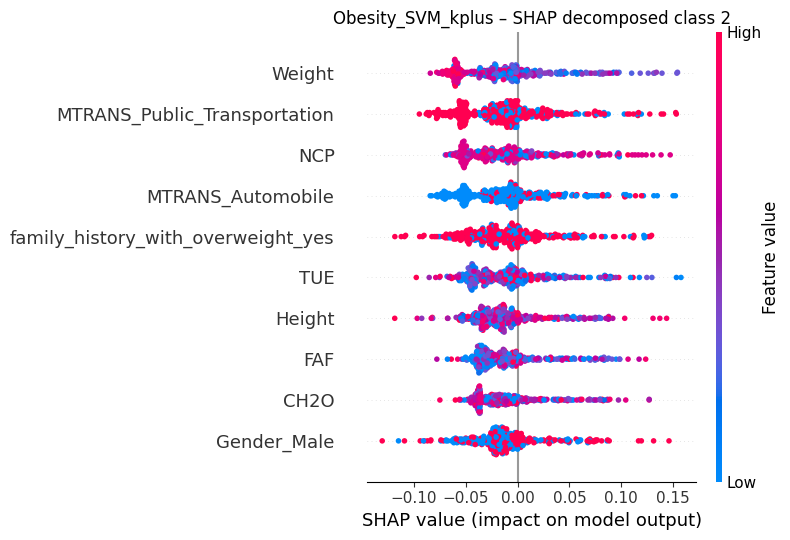 Obesity_SVM_kplus – SHAP decomposed class 2
High
Weight
MTRANS_Public_Transportation
NCP
MTRANS_Automobile
family_history_with_overweight_yes
TUE
Height
FAF
CH2O
Gender_Male
Feature value
Low
−0.10 −0.05 0.00 0.05 0.10 0.15
SHAP value (impact on model output)